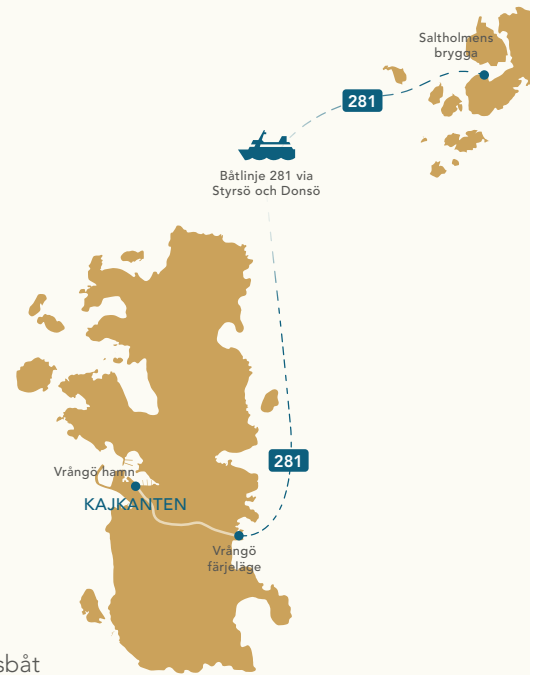 Saltholmens
brygga
281
Båtlinje 281 via
Styrsö och Donsö
281
Vrångö hamn
KAJKANTEN
Vrångö
färjeläge
sbåt